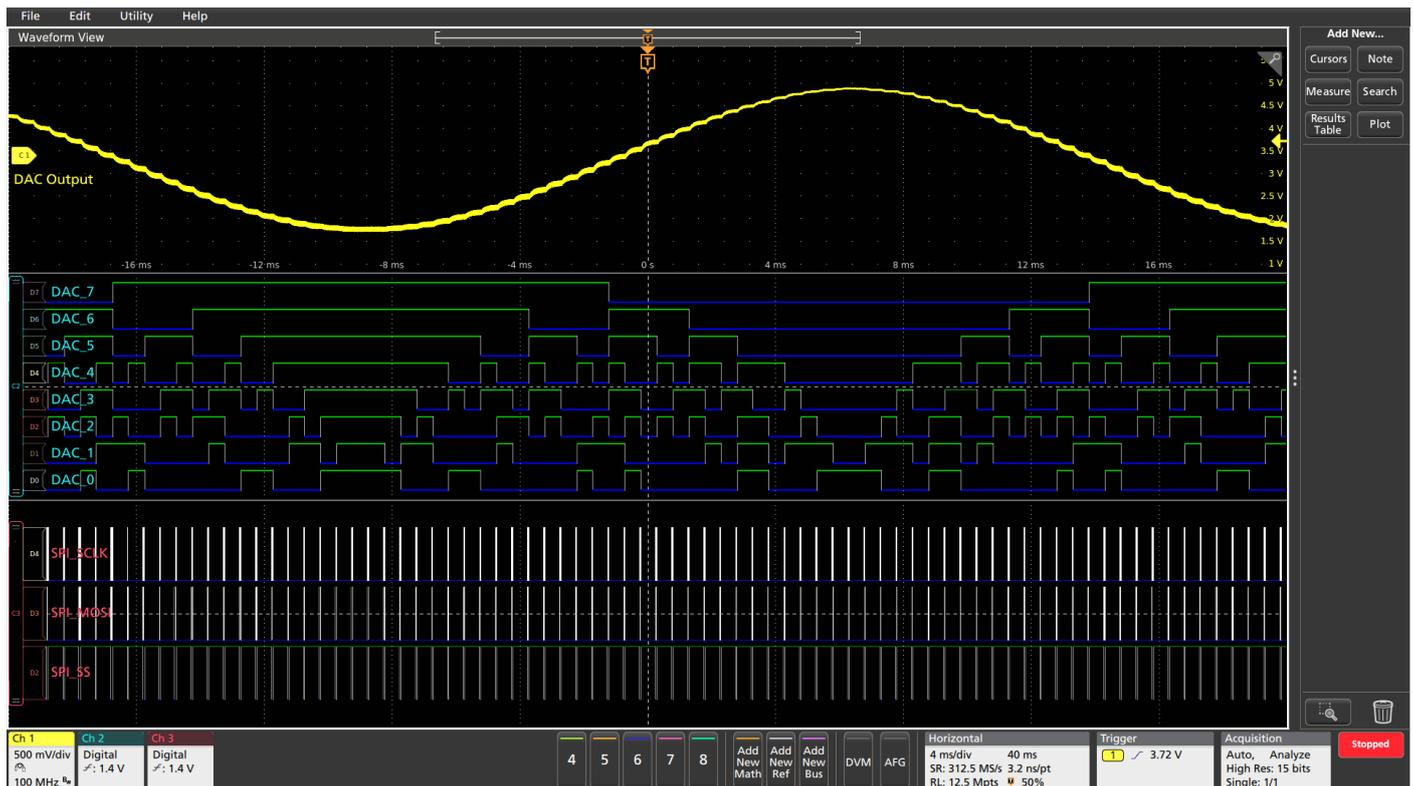 File Edit Utility Help
Waveform View
Add New...
Cursors Note
Measure Search
Results Table Plot
T
T
5 V
4.5 V
4 V
3.5 V
3 V
2.5 V
2 V
1.5 V
1 V
C1
DAC Output
-16 ms -12 ms -8 ms -4 ms 0 s 4 ms 8 ms 12 ms 16 ms
D7 DAC_7
D6 DAC_6
D5 DAC_5
D4 DAC_4
C2
D3 DAC_3
D2 DAC_2
D1 DAC_1
D0 DAC_0
D4 SPI_SCLK
C3 D3 SPI_MOSI
D2 SPI_SS
Ch 1
500 mV/div
100 MHz
Ch 2
Digital
: 1.4 V
Ch 3
Digital
: 1.4 V
4 5 6 7 8
Add New Math
Add New Ref
Add New Bus
DVM AFG
Horizontal
4 ms/div 40 ms
SR: 312.5 MS/s 3.2 ns/pt
RL: 12.5 Mpts 50%
Trigger
1 3.72 V
Acquisition
Auto, Analyze
High Res: 15 bits
Single: 1/1
Stopped